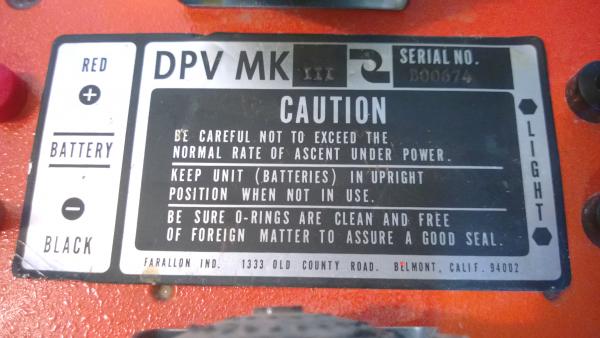 RED
+
BATTERY
-
BLACK
DPV MK III
SERIAL NO.
B00674
CAUTION
BE CAREFUL NOT TO EXCEED THE
NORMAL RATE OF ASCENT UNDER POWER.
KEEP UNIT (BATTERIES) IN UPRIGHT
POSITION WHEN NOT IN USE.
BE SURE O-RINGS ARE CLEAN AND FREE
OF FOREIGN MATTER TO ASSURE A GOOD SEAL.
LIGHT
FARALLON IND. 1333 OLD COUNTY ROAD. BELMONT, CALIF. 94002